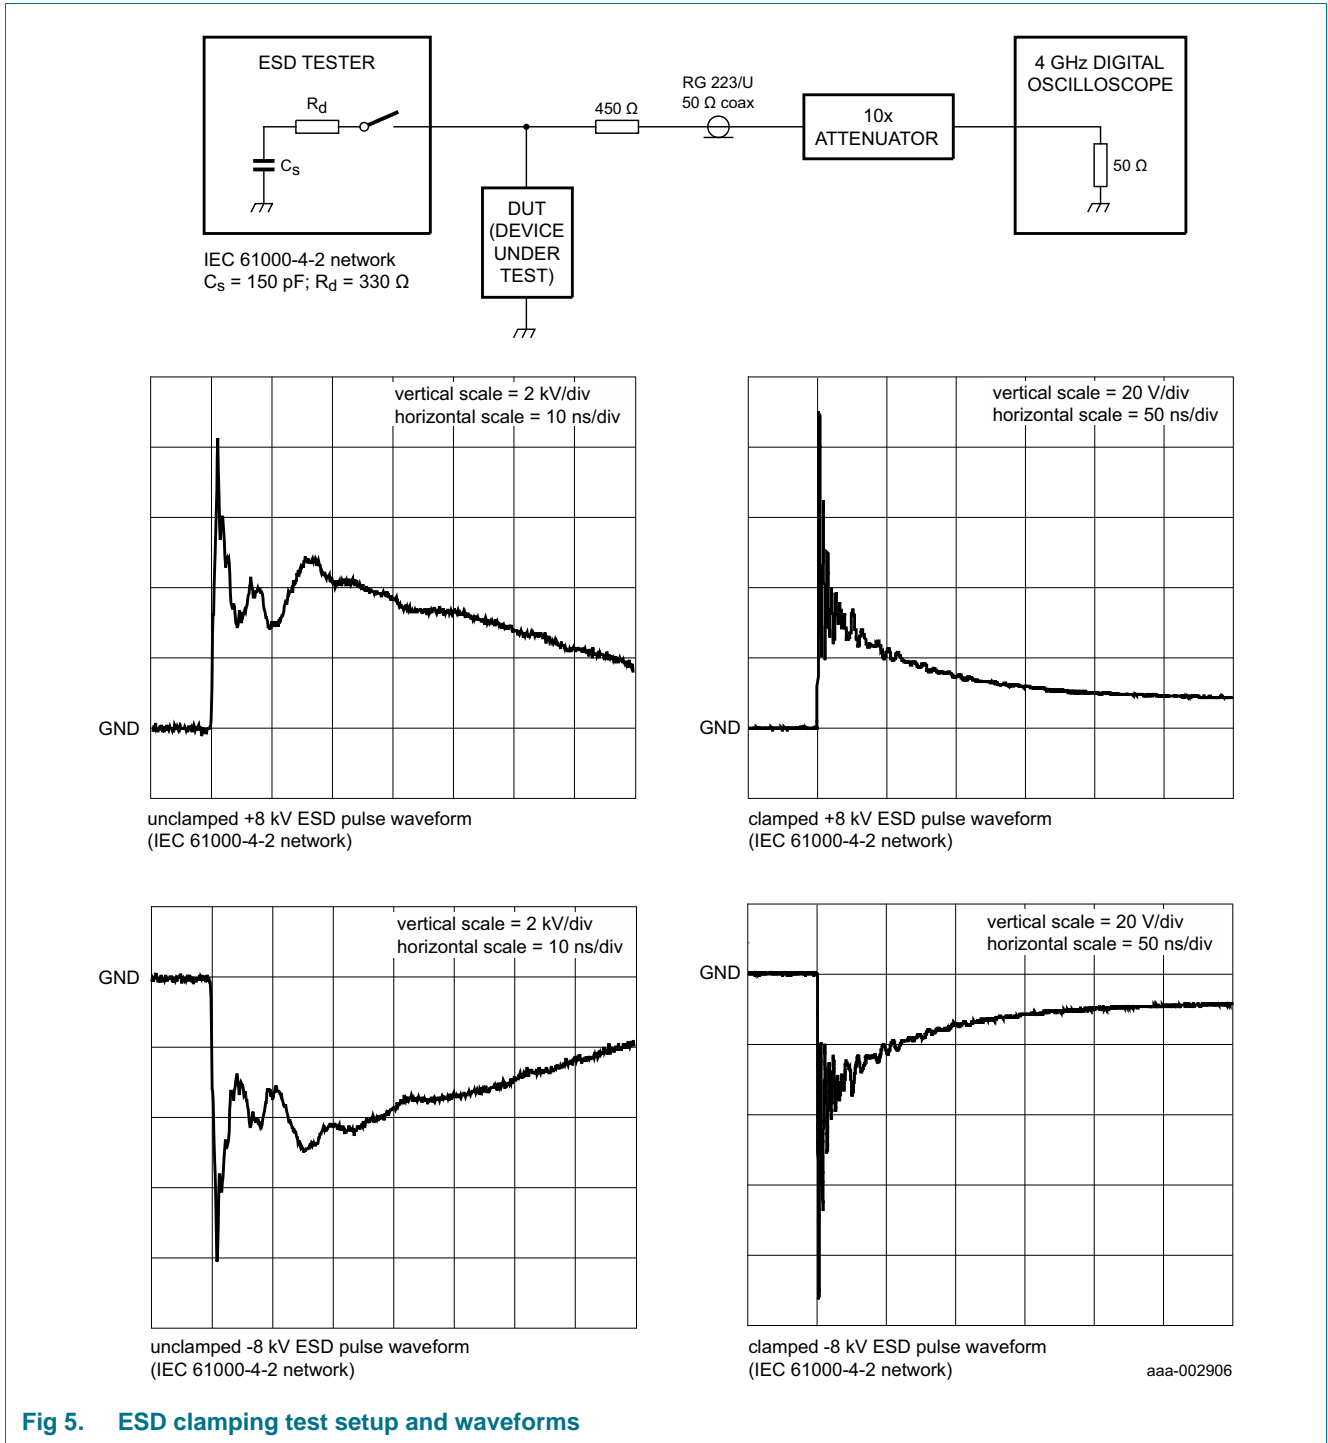 ESD TESTER
Rd
Cs
IEC 61000-4-2 network
Cs = 150 pF; Rd = 330 Ω
DUT
(DEVICE
UNDER
TEST)
450 Ω
RG 223/U
50 Ω coax
10x
ATTENUATOR
4 GHz DIGITAL
OSCILLOSCOPE
50 Ω
vertical scale = 2 kV/div
horizontal scale = 10 ns/div
GND
unclamped +8 kV ESD pulse waveform
(IEC 61000-4-2 network)
vertical scale = 20 V/div
horizontal scale = 50 ns/div
GND
clamped +8 kV ESD pulse waveform
(IEC 61000-4-2 network)
vertical scale = 2 kV/div
horizontal scale = 10 ns/div
GND
unclamped -8 kV ESD pulse waveform
(IEC 61000-4-2 network)
vertical scale = 20 V/div
horizontal scale = 50 ns/div
GND
clamped -8 kV ESD pulse waveform
(IEC 61000-4-2 network)
aaa-002906
Fig 5. ESD clamping test setup and waveforms